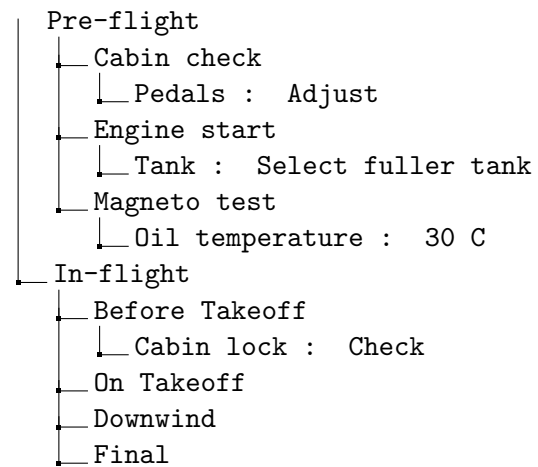 Pre-flight
Cabin check
Pedals : Adjust
Engine start
Tank : Select fuller tank
Magneto test
Oil temperature : 30 C
In-flight
Before Takeoff
Cabin lock : Check
On Takeoff
Downwind
Final